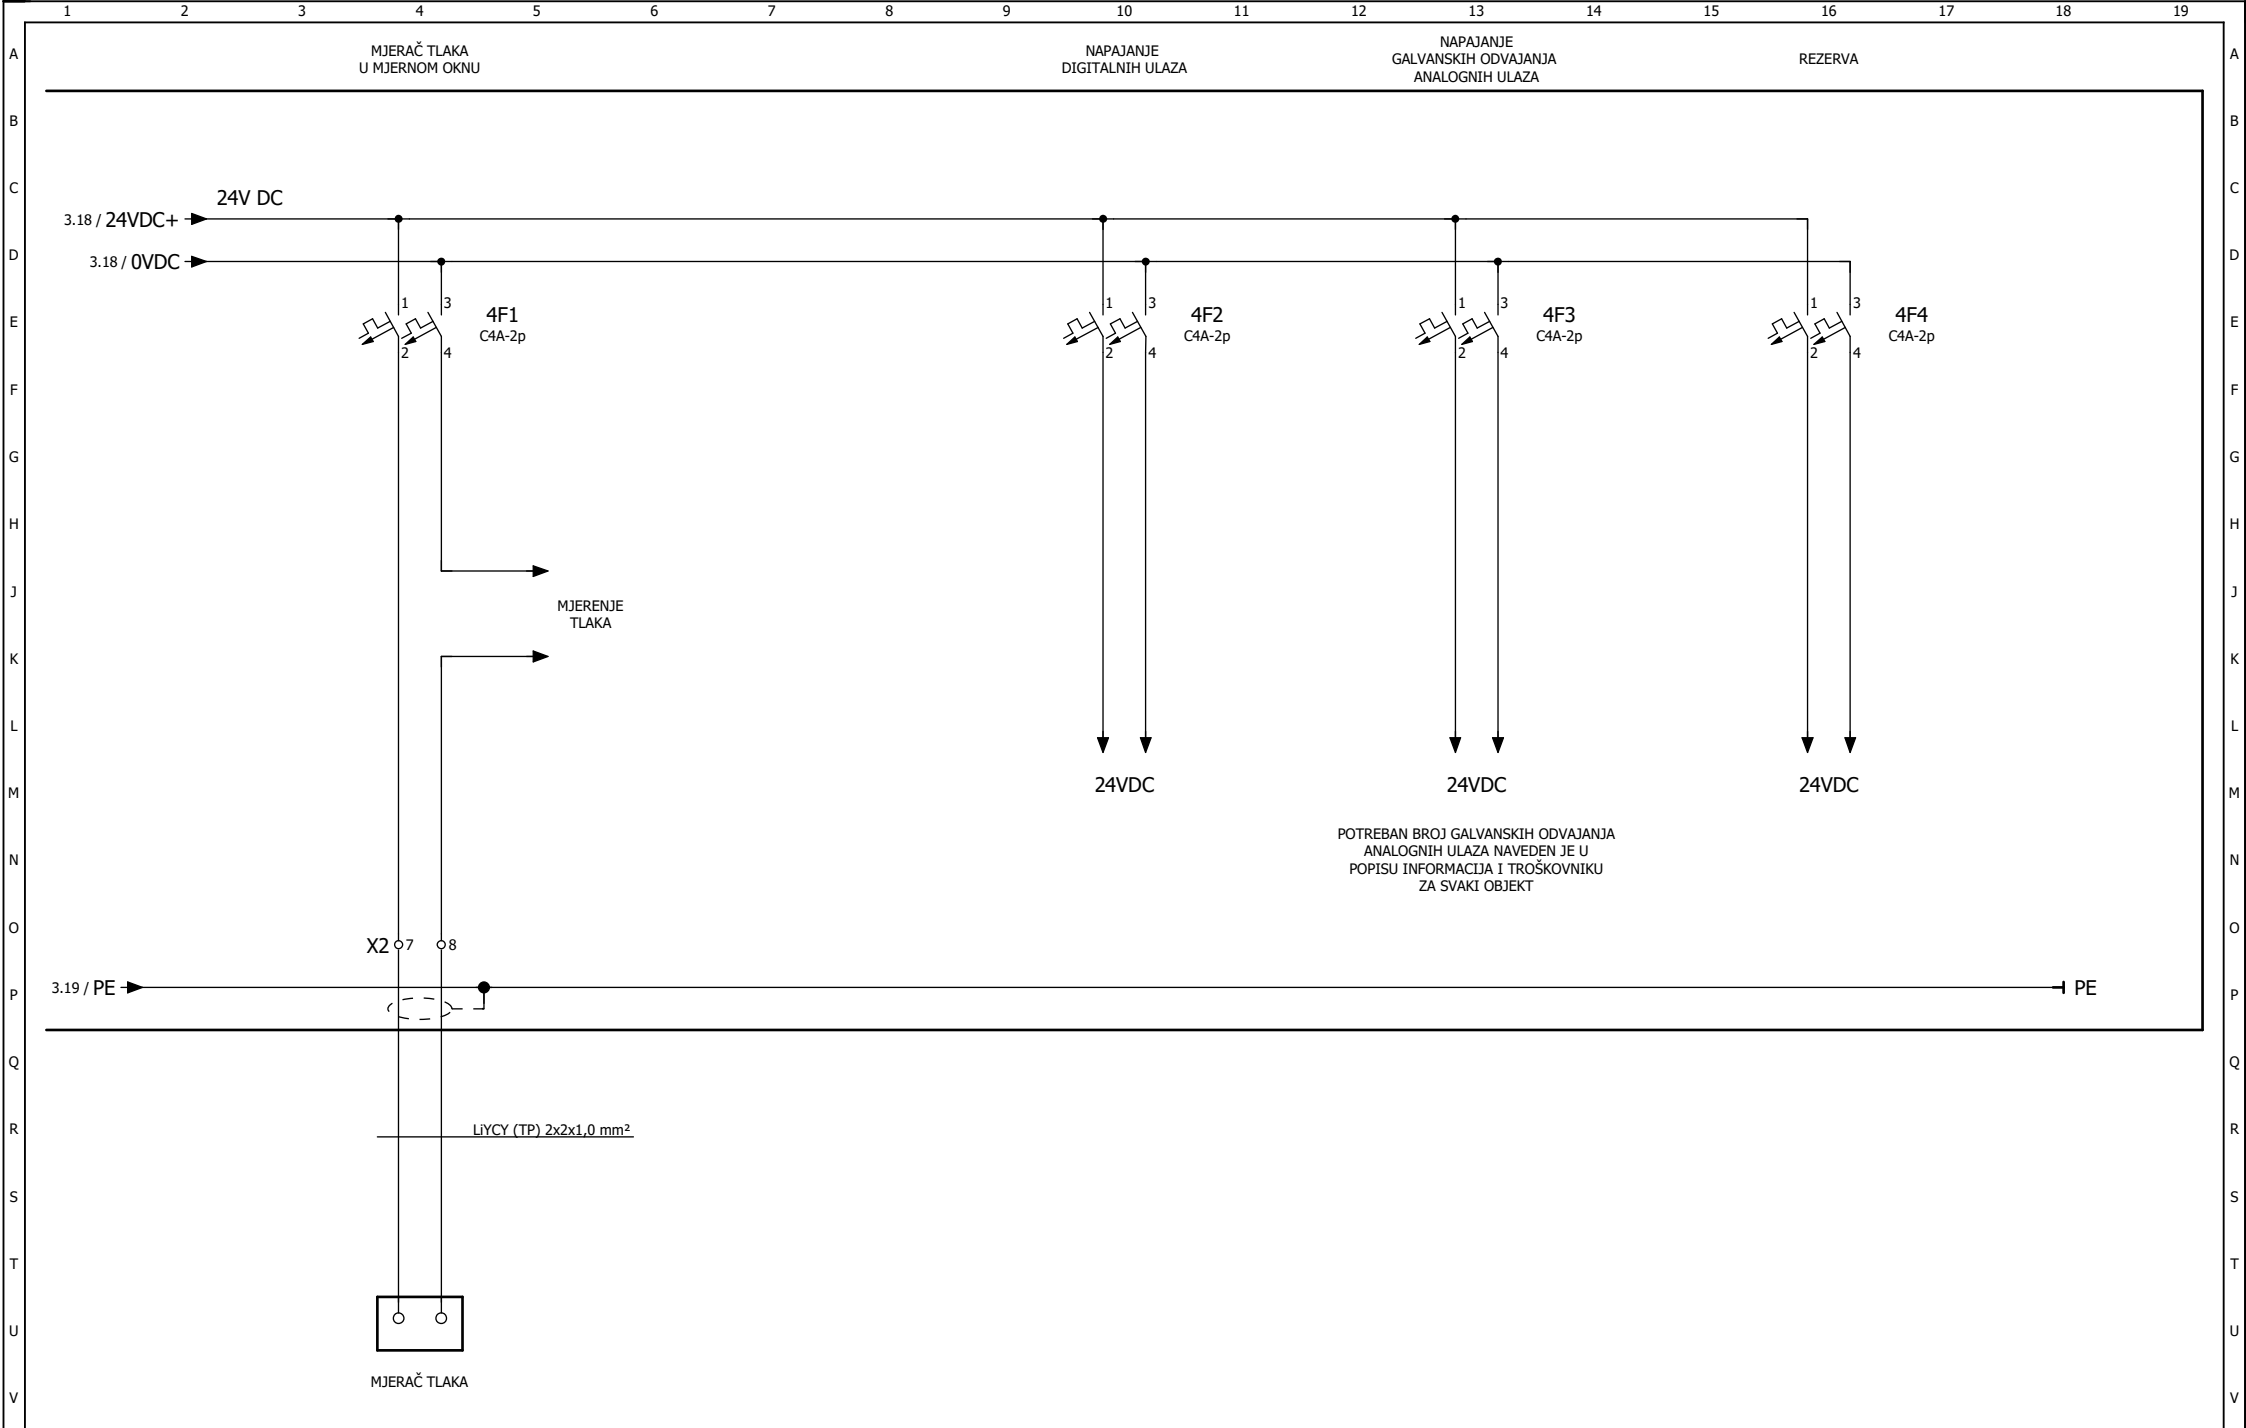 1 2 3 4 5 6 7 8 9 10 11 12 13 14 15 16 17 18 19
A A
MJERAČ TLAKA
U MJERNOM OKNU
NAPAJANJE
DIGITALNIH ULAZA
NAPAJANJE
GALVANSKIH ODVAJANJA
ANALOGNIH ULAZA
REZERVA
B B
C C
24V DC
3.18 / 24VDC+
D D
3.18 / 0VDC
1 3 1 3 1 3 1 3
E E
4F1
C4A-2p
4F2
C4A-2p
4F3
C4A-2p
4F4
C4A-2p
2 4 2 4 2 4 2 4
F F
G G
H H
J J
MJERENJE
TLAKA
K K
L L
24VDC 24VDC 24VDC
M M
POTREBAN BROJ GALVANSKIH ODVAJANJA
ANALOGNIH ULAZA NAVEDEN JE U
POPISU INFORMACIJA I TROŠKOVNIKU
ZA SVAKI OBJEKT
N N
O O
X2 7 8
3.19 / PE PE
P P
Q Q
R R
LiYCY (TP) 2x2x1,0 mm²
S S
T T
U U
MJERAČ TLAKA
V V